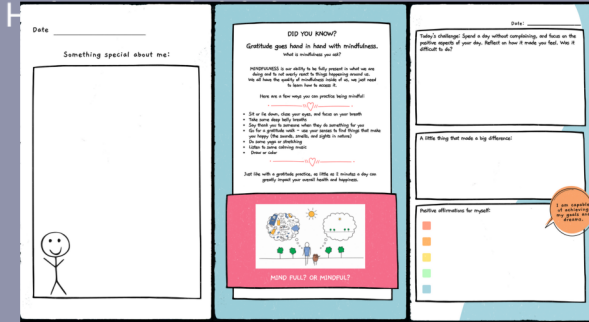 H
Date
Something special about me:
DID YOU KNOW?
Gratitude goes hand in hand with mindfulness.
What is mindfulness you ask?
MINDFULNESS is our ability to be fully present in what we are
doing and to not overly react to things happening around us.
We all have the quality of mindfulness inside of us, we just need
to learn how to access it.
Here are a few ways you can practice being mindful!
• Sit or lie down, close your eyes, and focus on your breath
• Take some deep belly breaths
• Say thank you to someone when they do something for you
• Go for a gratitude walk - use your senses to find things that make
you happy (the sounds, smells, and sights in nature)
• Do some yoga or stretching
• Listen to some calming music
• Draw or color
Just like with a gratitude practice, as little as 5 minutes a day can
greatly impact your overall health and happiness.
MIND FULL? OR MINDFUL?
Date:
Today's challenge! Spend a day without complaining, and focus on the
positive aspects of your day. Reflect on how it made you feel. Was it
difficult to do?
A little thing that made a big difference:
Positive affirmations for myself:
I am capable
of achieving
my goals and
dreams.